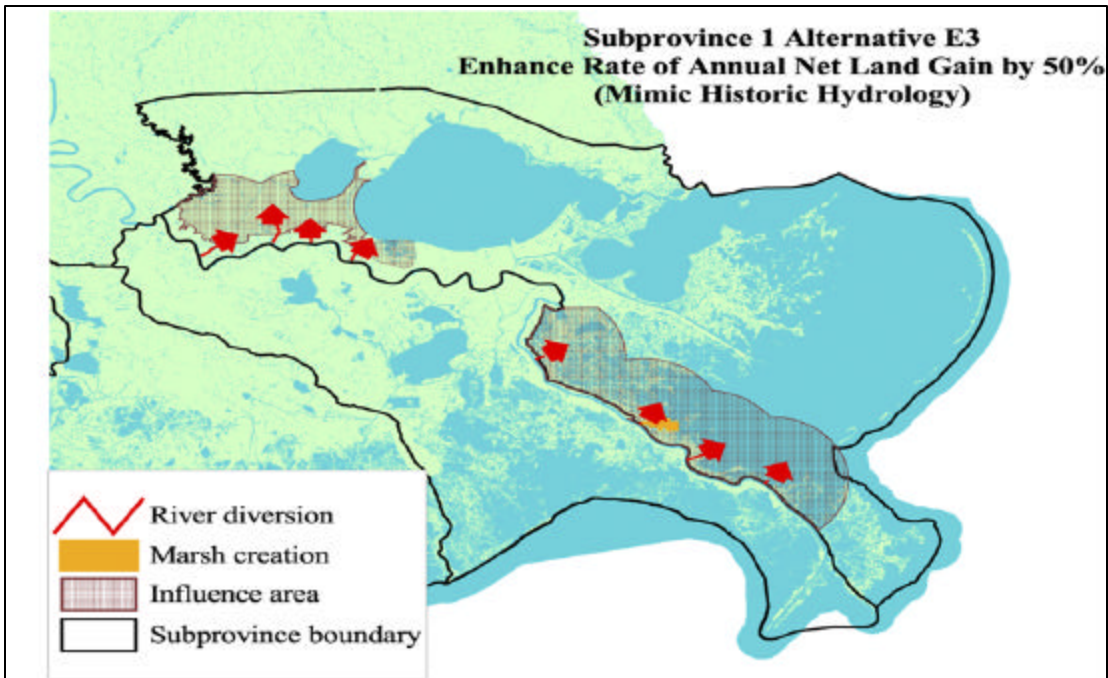 Subprovince 1 Alternative E3
Enhance Rate of Annual Net Land Gain by 50%
(Mimic Historic Hydrology)
River diversion
Marsh creation
Influence area
Subprovince boundary